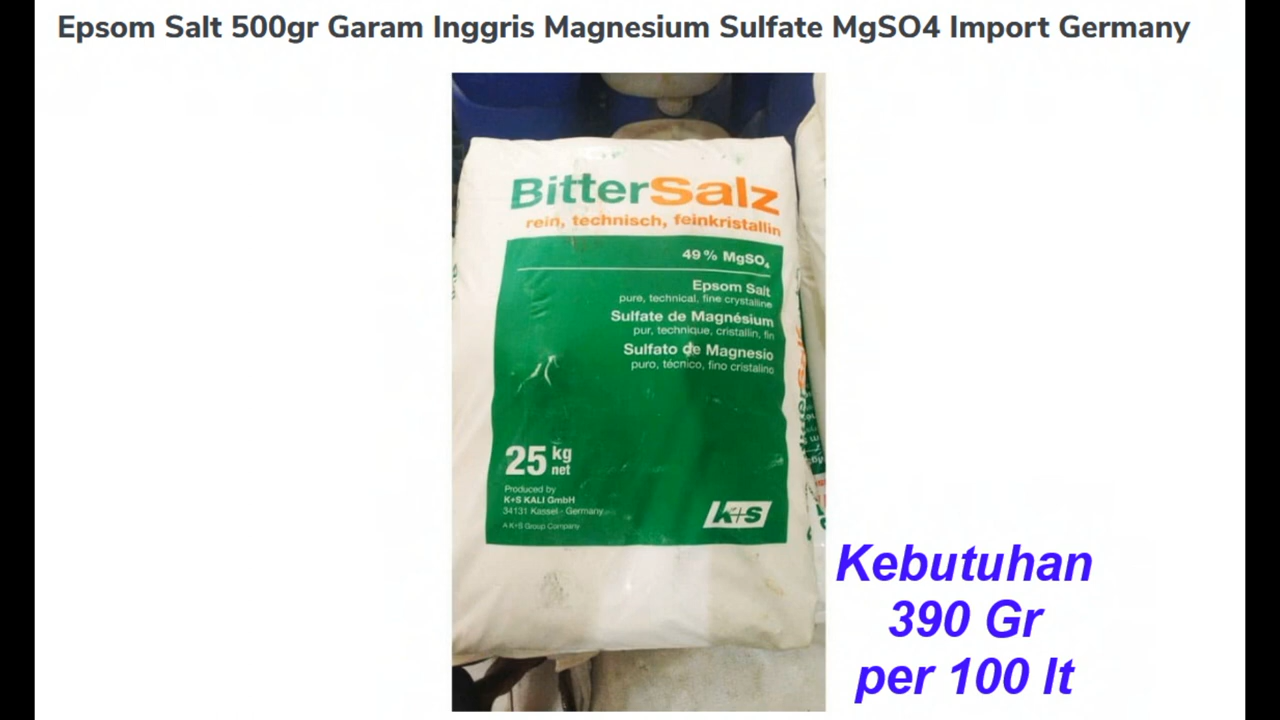 Epsom Salt 500gr Garam Inggris Magnesium Sulfate MgSO4 Import Germany
BitterSalz
rein, technisch, feinkristallin
49% MgSO₄
Epsom Salt
pure, technical, fine crystalline
Sulfate de Magnésium
pur, technique, cristallin, fin
Sulfato de Magnesio
puro, técnico, fino cristalino
25 kg
net
Produced by
K+S KALI GmbH
34131 Kassel - Germany
A K+S Group Company
K+S
Kebutuhan
390 Gr
per 100 lt